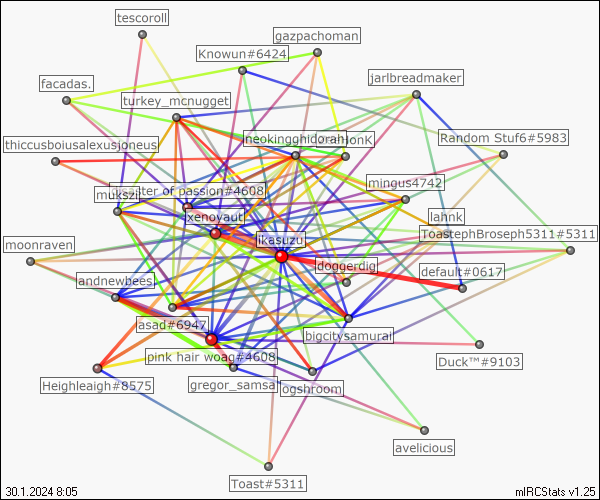 tescoroll
gazpachoman
Knowun#6424
jarlbreadmaker
facadas.
turkey_mcnugget
neokingghidorah
Random Stuf6#5983
thiccusboiusalexusjoneus
mingus4742
master of passion#4608
mukszi
xenoyaut
lahnk
ikasuzu
ToastephBroseph5311#5311
moonraven
doggerdig
default#0617
andnewbees
asad#6947
bigcitysamurai
pink hair woag#4608
Duck™#9103
Heighleaigh#8575
gregor_samsa
ogshroom
avelicious
Toast#5311
30.1.2024 8:05
mIRCStats v1.25